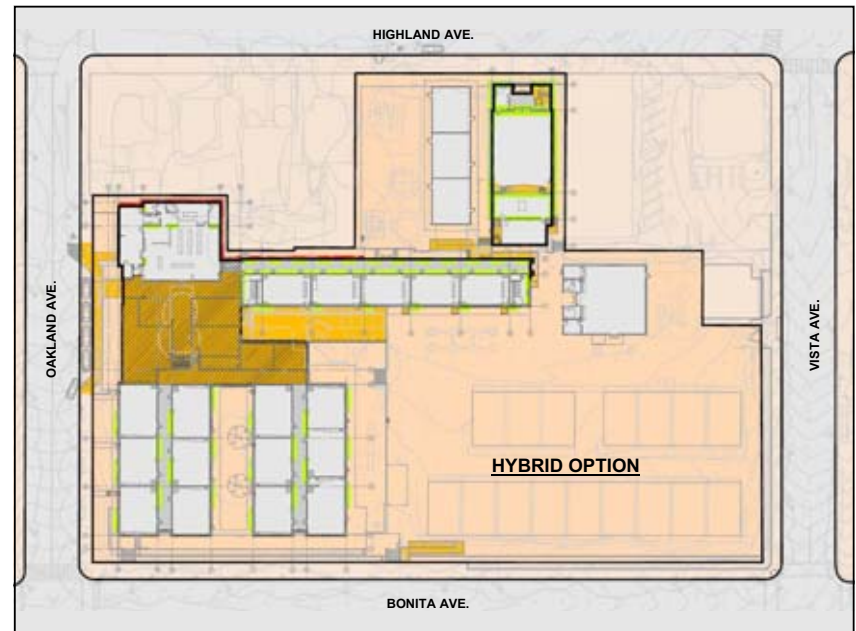 HIGHLAND AVE.
OAKLAND AVE.
VISTA AVE.
HYBRID OPTION
BONITA AVE.